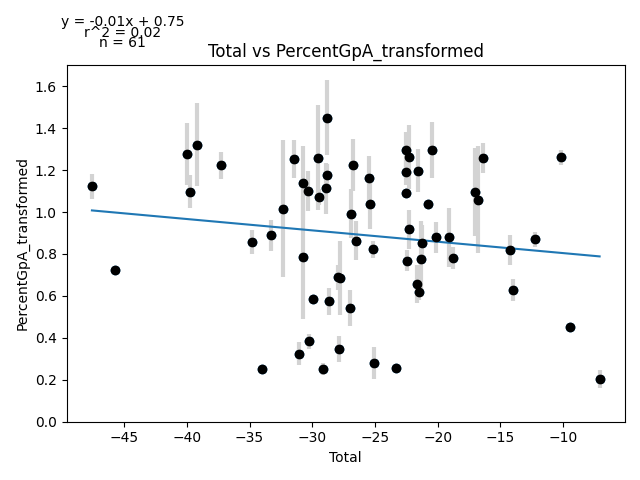 y = -0.01x + 0.75
r^2 = 0.02
n = 61
Total vs PercentGpA_transformed
PercentGpA_transformed
1.6
1.4
1.2
1.0
0.8
0.6
0.4
0.2
0.0
−45 −40 −35 −30 −25 −20 −15 −10
Total